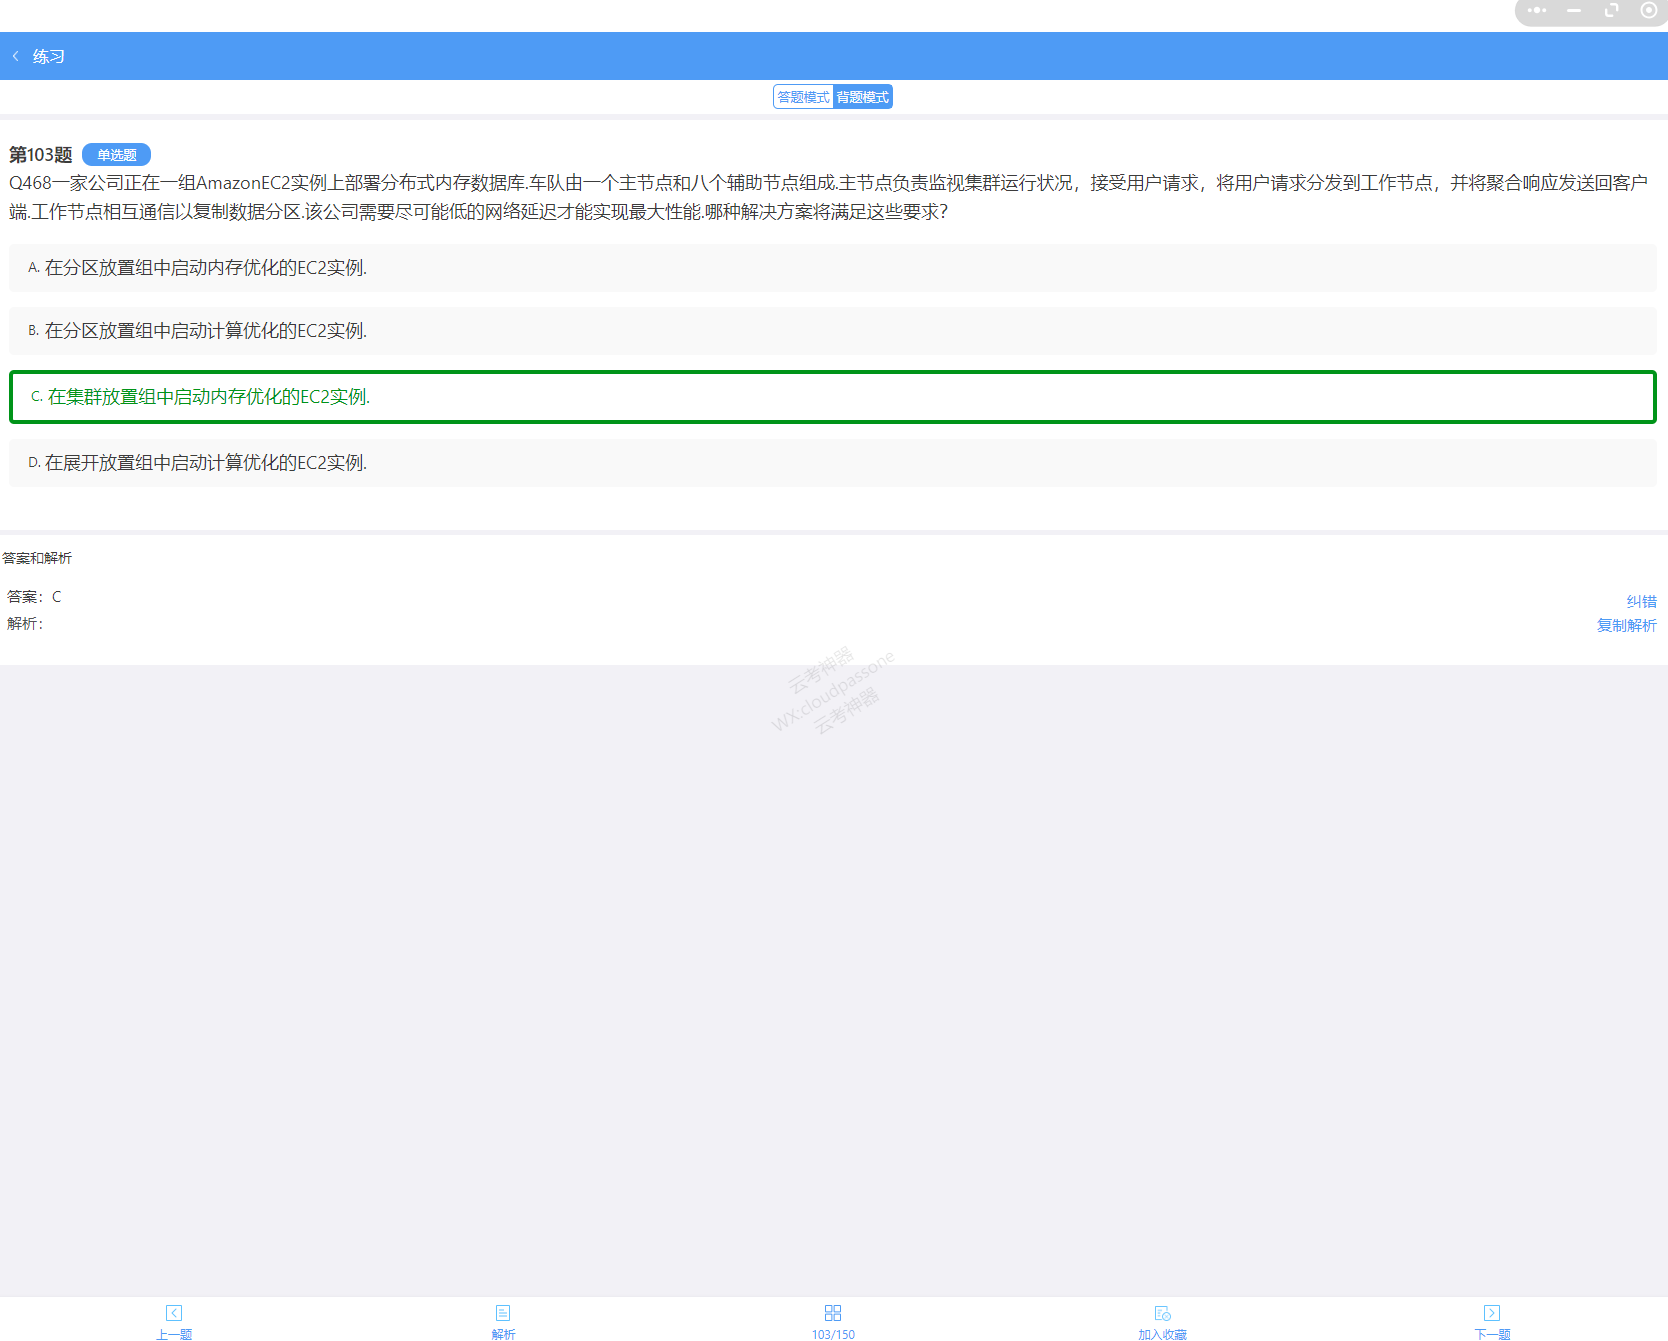 练习
答题模式 背题模式
第103题 单选题
Q468一家公司正在一组AmazonEC2实例上部署分布式内存数据库.车队由一个主节点和八个辅助节点组成.主节点负责监视集群运行状况，接受用户请求，将用户请求分发到工作节点，并将聚合响应发送回客户
端.工作节点相互通信以复制数据分区.该公司需要尽可能低的网络延迟才能实现最大性能.哪种解决方案将满足这些要求?
A. 在分区放置组中启动内存优化的EC2实例.
B. 在分区放置组中启动计算优化的EC2实例.
C. 在集群放置组中启动内存优化的EC2实例.
D. 在展开放置组中启动计算优化的EC2实例.
答案和解析
答案：C
纠错
解析：
复制解析
云考神器
WX:cloudpassone
云考神器
上一题 解析 103/150 加入收藏 下一题